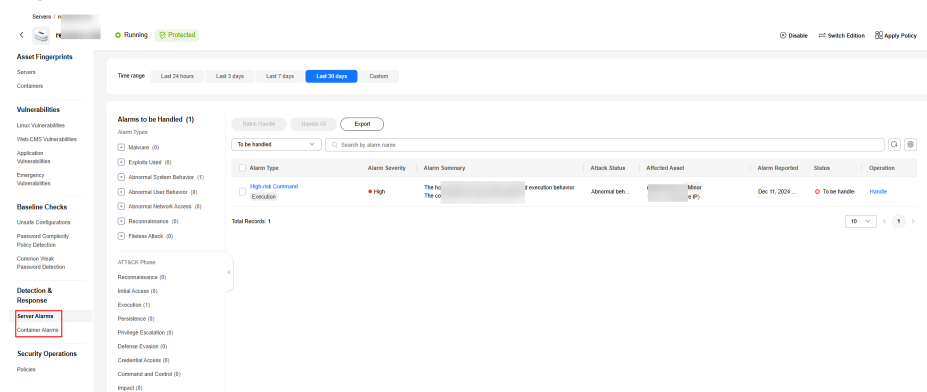 Servers /
Running
Protected
Disable
Switch Edition
Apply Policy
Asset Fingerprints
Servers
Containers
Vulnerabilities
Linux Vulnerabilities
Web-CMS Vulnerabilities
Application
Vulnerabilities
Emergency
Vulnerabilities
Baseline Checks
Unsafe Configurations
Password Complexity
Policy Detection
Common Weak
Password Detection
Detection &
Response
Server Alarms
Container Alarms
Security Operations
Policies
Time range Last 24 hours Last 3 days Last 7 days Last 30 days Custom
Alarms to be Handled (1)
Alarm Types
Malware (0)
Exploits Used (0)
Abnormal System Behavior (1)
Abnormal User Behavior (0)
Abnormal Network Access (0)
Reconnaissance (0)
Fileless Attack (0)
ATT&CK Phase
Reconnaissance (0)
Initial Access (0)
Execution (1)
Persistence (0)
Privilege Escalation (0)
Defense Evasion (0)
Credential Access (0)
Command and Control (0)
Impact (0)
Batch Handle Handle All Export
To be handled Search by alarm name
Alarm Type Alarm Severity Alarm Summary Attack Status Affected Asset Alarm Reported Status Operation
High-risk Command
Execution
High
The ho d execution behavior.
The co
Abnormal beh...
Minor
e IP)
Dec 11, 2024 ...
To be handle
Handle
Total Records: 1
10 1